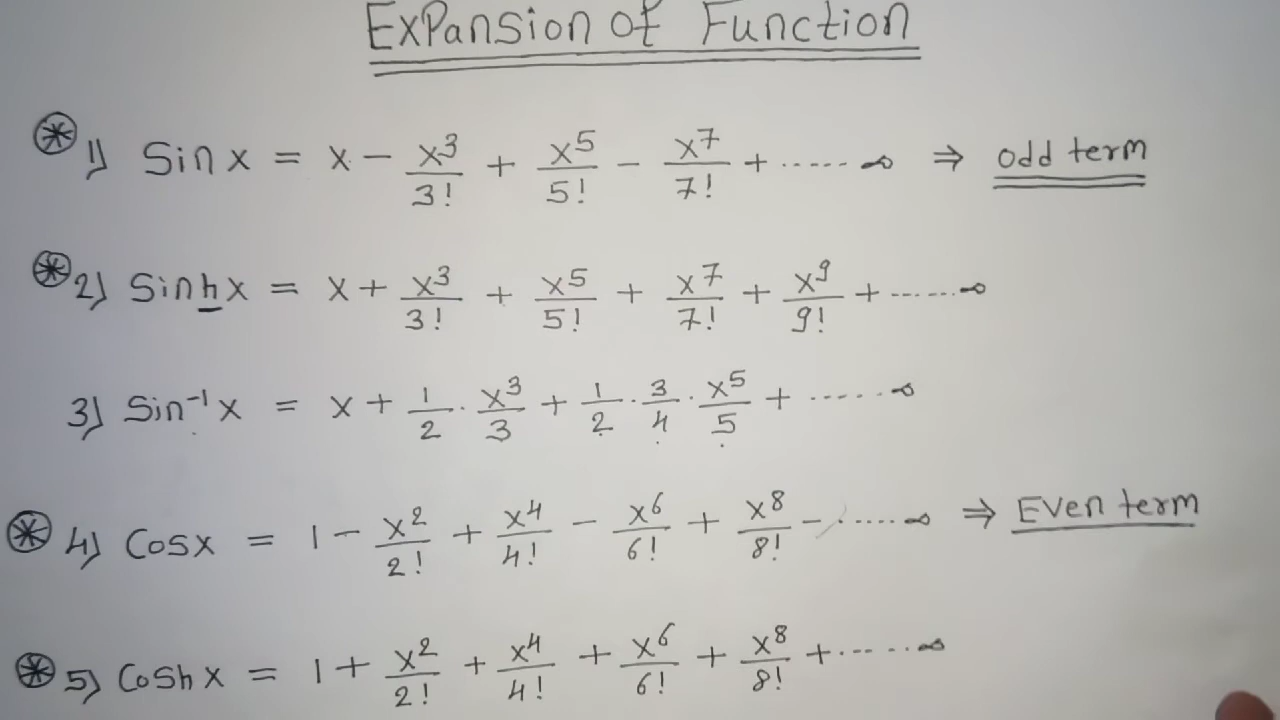 Expansion of Function
⊛ 1) Sin x = x − x³/3! + x⁵/5! − x⁷/7! + ...... ∞ ⇒ odd term
⊛ 2) Sinh x = x + x³/3! + x⁵/5! + x⁷/7! + x⁹/9! + ...... ∞
3) Sin⁻¹ x = x + 1/2 · x³/3 + 1/2 · 3/4 · x⁵/5 + ...... ∞
⊛ 4) Cos x = 1 − x²/2! + x⁴/4! − x⁶/6! + x⁸/8! − ...... ∞ ⇒ Even term
⊛ 5) Cosh x = 1 + x²/2! + x⁴/4! + x⁶/6! + x⁸/8! + ...... ∞